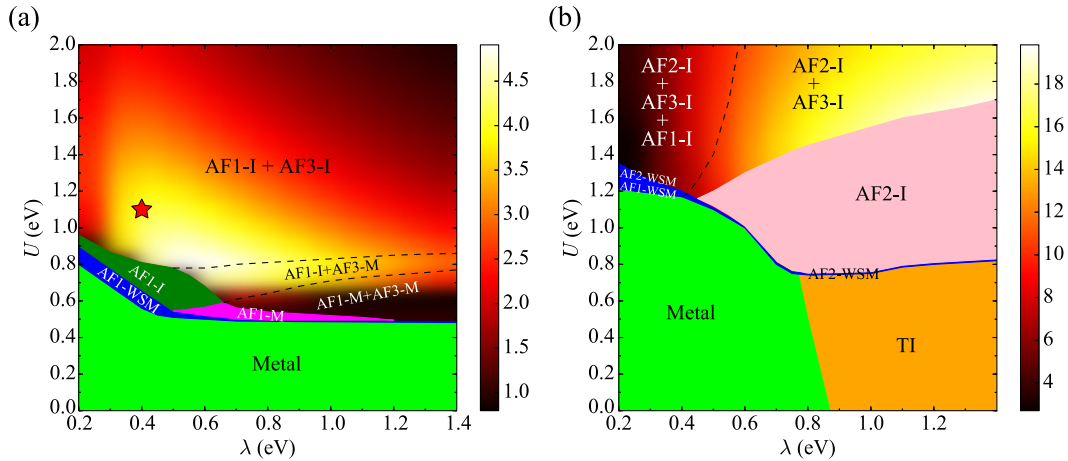 (a)
2.0
1.8
1.6
1.4
1.2
1.0
0.8
0.6
0.4
0.2
0.0
U (eV)
AF1-I + AF3-I
AF1-I
AF1-WSM
AF1-I+AF3-M
AF1-M+AF3-M
AF1-M
Metal
0.2 0.4 0.6 0.8 1.0 1.2 1.4
λ (eV)
4.5
4.0
3.5
3.0
2.5
2.0
1.5
1.0
(b)
2.0
1.8
1.6
1.4
1.2
1.0
0.8
0.6
0.4
0.2
0.0
U (eV)
AF2-I
+
AF3-I
+
AF1-I
AF2-I
+
AF3-I
AF2-WSM
AF1-WSM
AF2-I
AF2-WSM
Metal
TI
0.2 0.4 0.6 0.8 1.0 1.2
λ (eV)
18
16
14
12
10
8
6
4